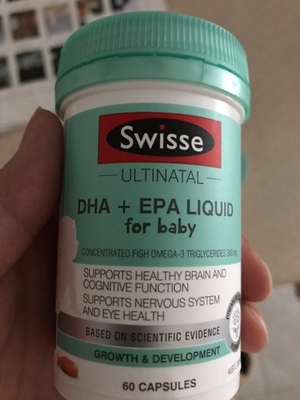 Swisse
ULTINATAL
DHA + EPA LIQUID
for baby
CONCENTRATED FISH OMEGA-3 TRIGLYCERIDES 500mg
SUPPORTS HEALTHY BRAIN AND
COGNITIVE FUNCTION
SUPPORTS NERVOUS SYSTEM
AND EYE HEALTH
BASED ON SCIENTIFIC EVIDENCE
GROWTH & DEVELOPMENT
60 CAPSULES